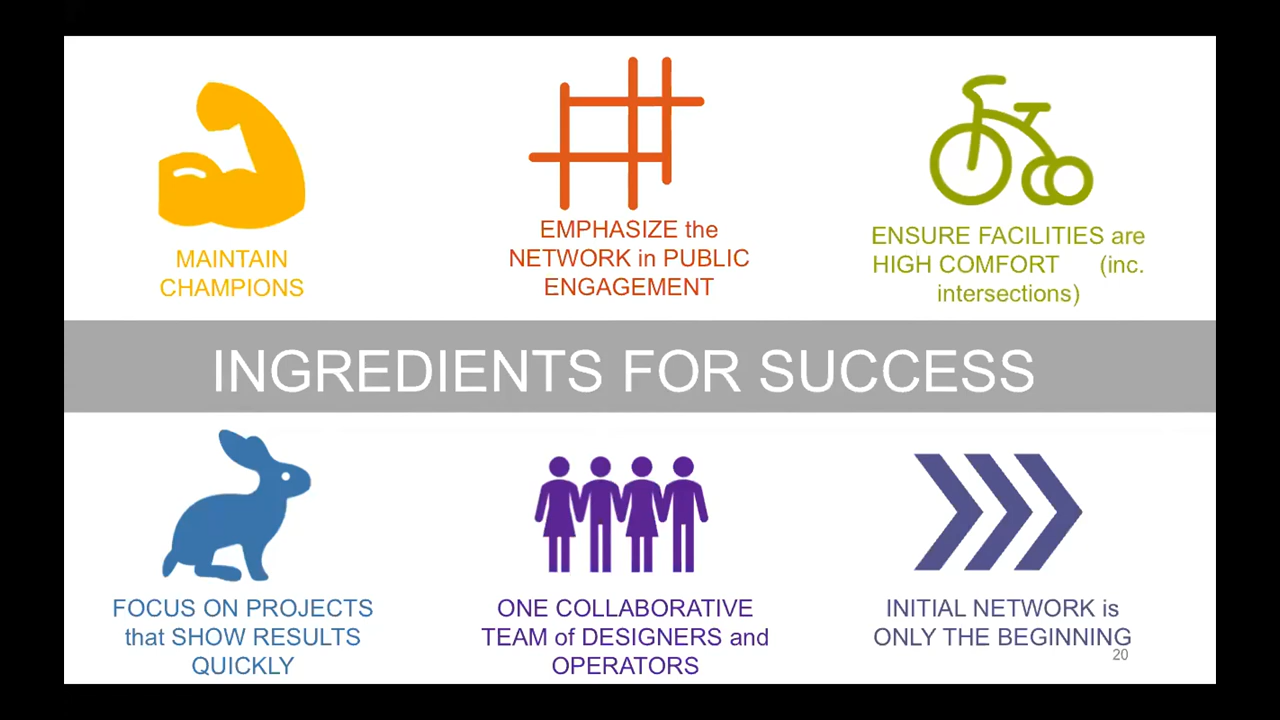 MAINTAIN
CHAMPIONS
EMPHASIZE the
NETWORK in PUBLIC
ENGAGEMENT
ENSURE FACILITIES are
HIGH COMFORT (inc.
intersections)
INGREDIENTS FOR SUCCESS
FOCUS ON PROJECTS
that SHOW RESULTS
QUICKLY
ONE COLLABORATIVE
TEAM of DESIGNERS and
OPERATORS
INITIAL NETWORK is
ONLY THE BEGINNING
20